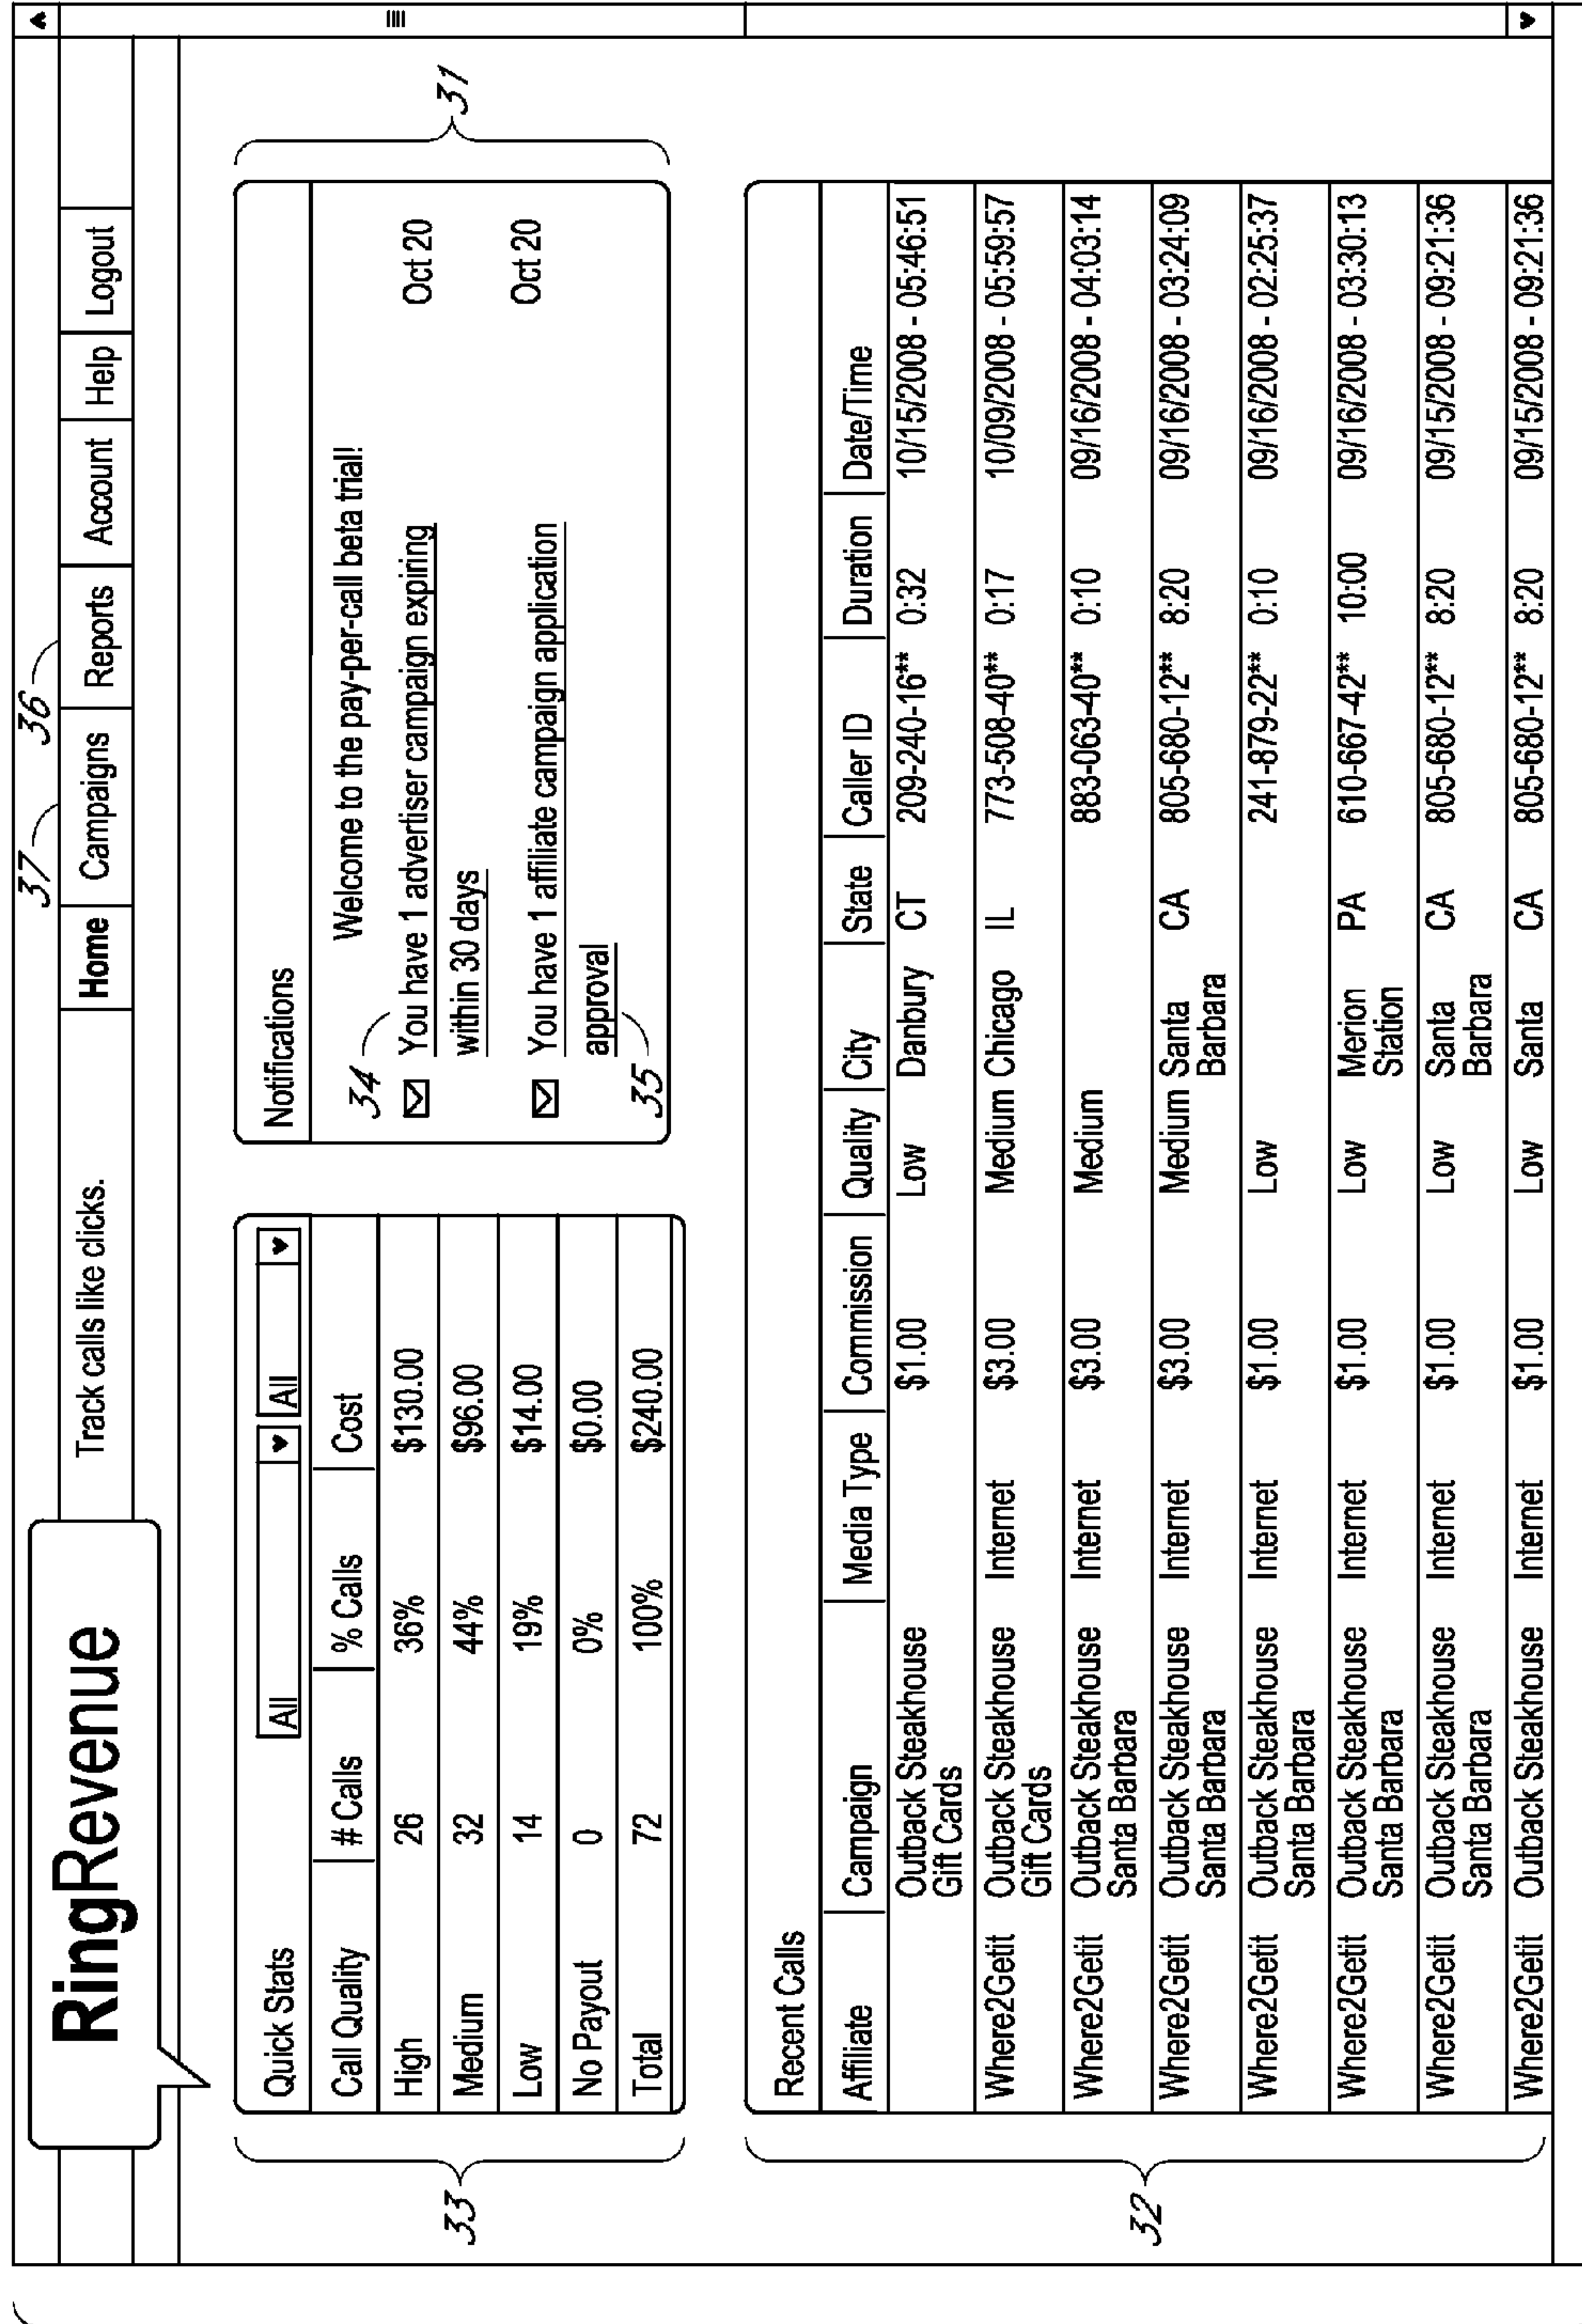 37
36
RingRevenue
Track calls like clicks.
Home Campaigns Reports Account Help Logout
33
Quick Stats All All
Call Quality # Calls % Calls Cost
High 26 36% $130.00
Medium 32 44% $96.00
Low 14 19% $14.00
No Payout 0 0% $0.00
Total 72 100% $240.00
31
Notifications
Welcome to the pay-per-call beta trial!
34
You have 1 advertiser campaign expiring Oct 20
within 30 days
You have 1 affiliate campaign application Oct 20
approval
35
32
Recent Calls
Affiliate Campaign Media Type Commission Quality City State Caller ID Duration Date/Time
Outback Steakhouse $1.00 Low Danbury CT 209-240-16** 0:32 10/15/2008 - 05:46:51
Gift Cards
Where2Getit Outback Steakhouse Internet $3.00 Medium Chicago IL 773-508-40** 0:17 10/09/2008 - 05:59:57
Gift Cards
Where2Getit Outback Steakhouse Internet $3.00 Medium 883-063-40** 0:10 09/16/2008 - 04:03:14
Santa Barbara
Where2Getit Outback Steakhouse Internet $3.00 Medium Santa CA 805-680-12** 8:20 09/16/2008 - 03:24:09
Santa Barbara Barbara
Where2Getit Outback Steakhouse Internet $1.00 Low 241-879-22** 0:10 09/16/2008 - 02:25:37
Santa Barbara
Where2Getit Outback Steakhouse Internet $1.00 Low Merion PA 610-667-42** 10:00 09/16/2008 - 03:30:13
Santa Barbara Station
Where2Getit Outback Steakhouse Internet $1.00 Low Santa CA 805-680-12** 8:20 09/15/2008 - 09:21:36
Santa Barbara Barbara
Where2Getit Outback Steakhouse Internet $1.00 Low Santa CA 805-680-12** 8:20 09/15/2008 - 09:21:36